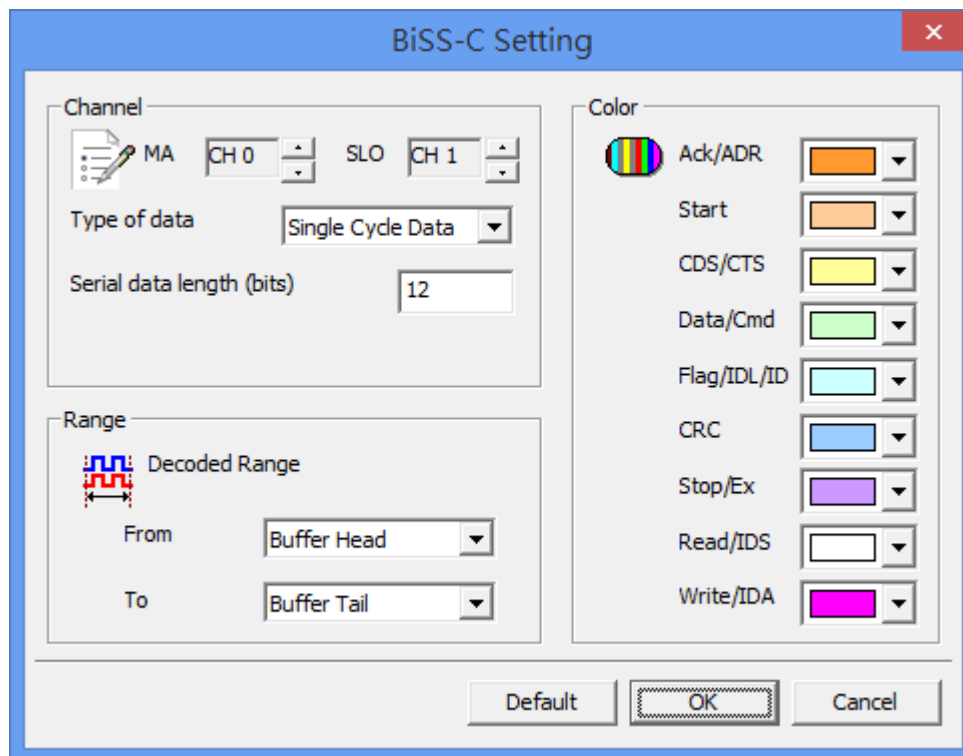 BiSS-C Setting
Channel
MA CH 0 SLO CH 1
Type of data Single Cycle Data
Serial data length (bits) 12
Range
Decoded Range
From Buffer Head
To Buffer Tail
Color
Ack/ADR
Start
CDS/CTS
Data/Cmd
Flag/IDL/ID
CRC
Stop/Ex
Read/IDS
Write/IDA
Default OK Cancel